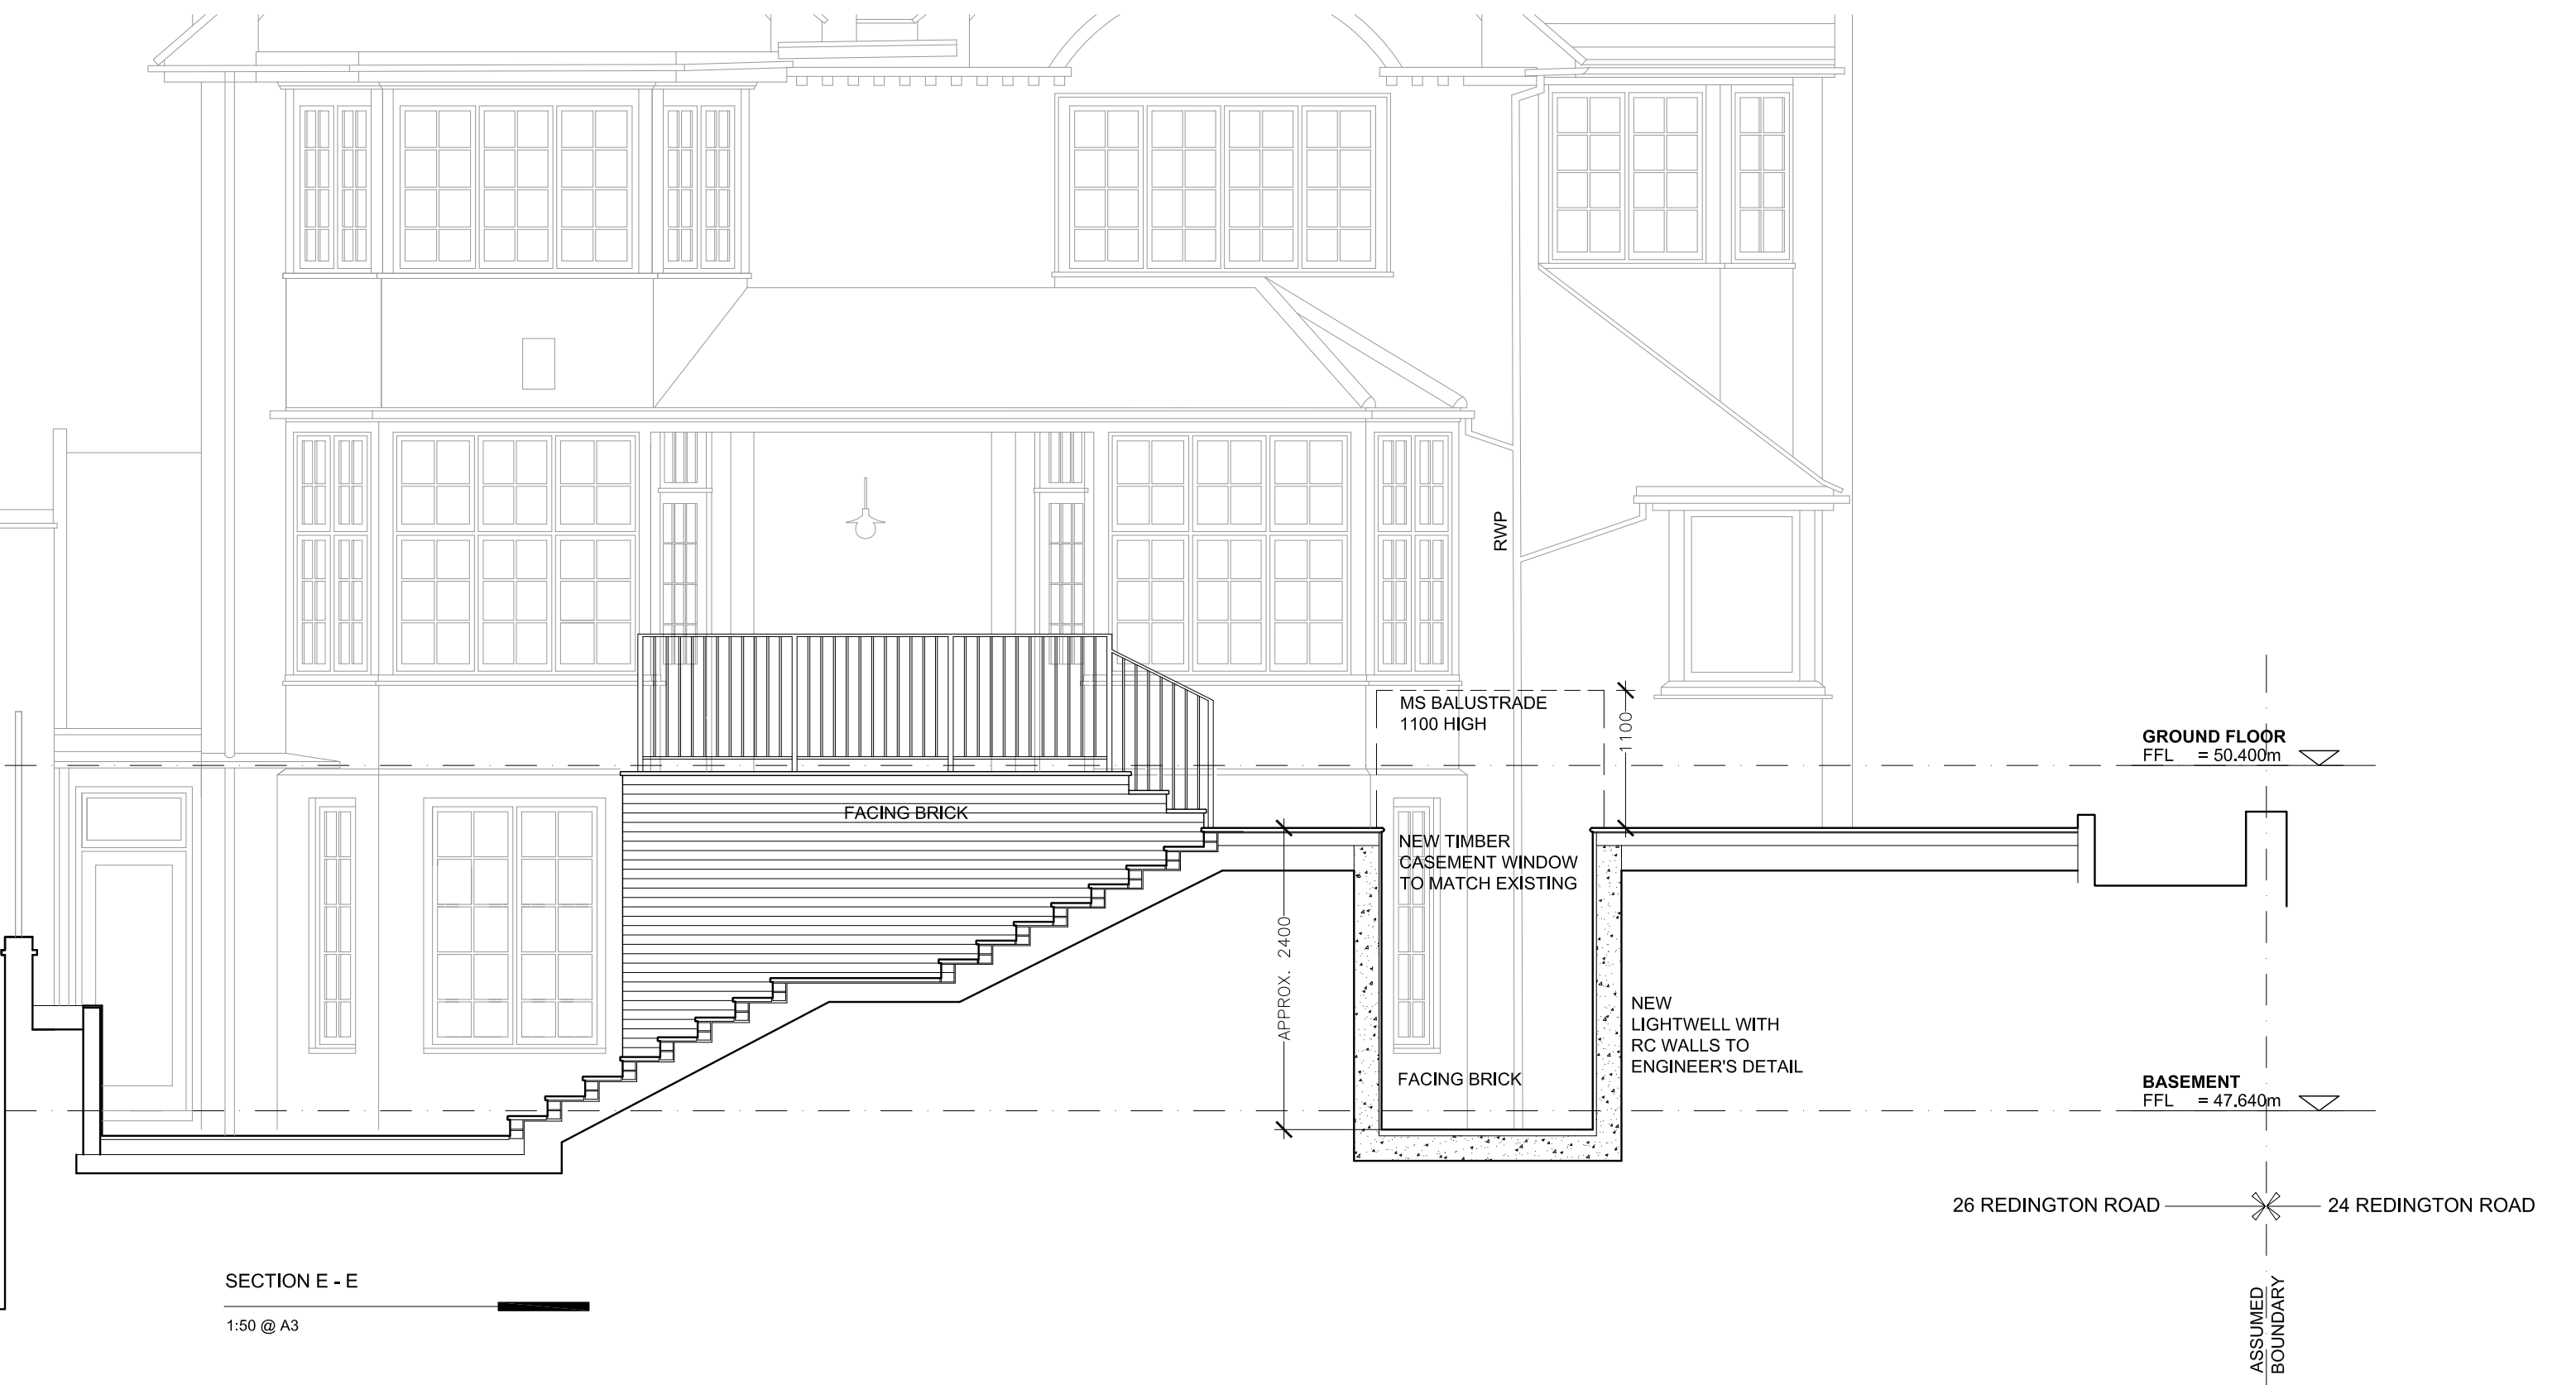 RWP
MS BALUSTRADE
1100 HIGH
1100
GROUND FLOOR
FFL = 50.400m
FACING BRICK
NEW TIMBER
CASEMENT WINDOW
TO MATCH EXISTING
APPROX. 2400
NEW
LIGHTWELL WITH
RC WALLS TO
ENGINEER'S DETAIL
FACING BRICK
BASEMENT
FFL = 47.640m
26 REDINGTON ROAD
24 REDINGTON ROAD
SECTION E - E
1:50 @ A3
ASSUMED
BOUNDARY